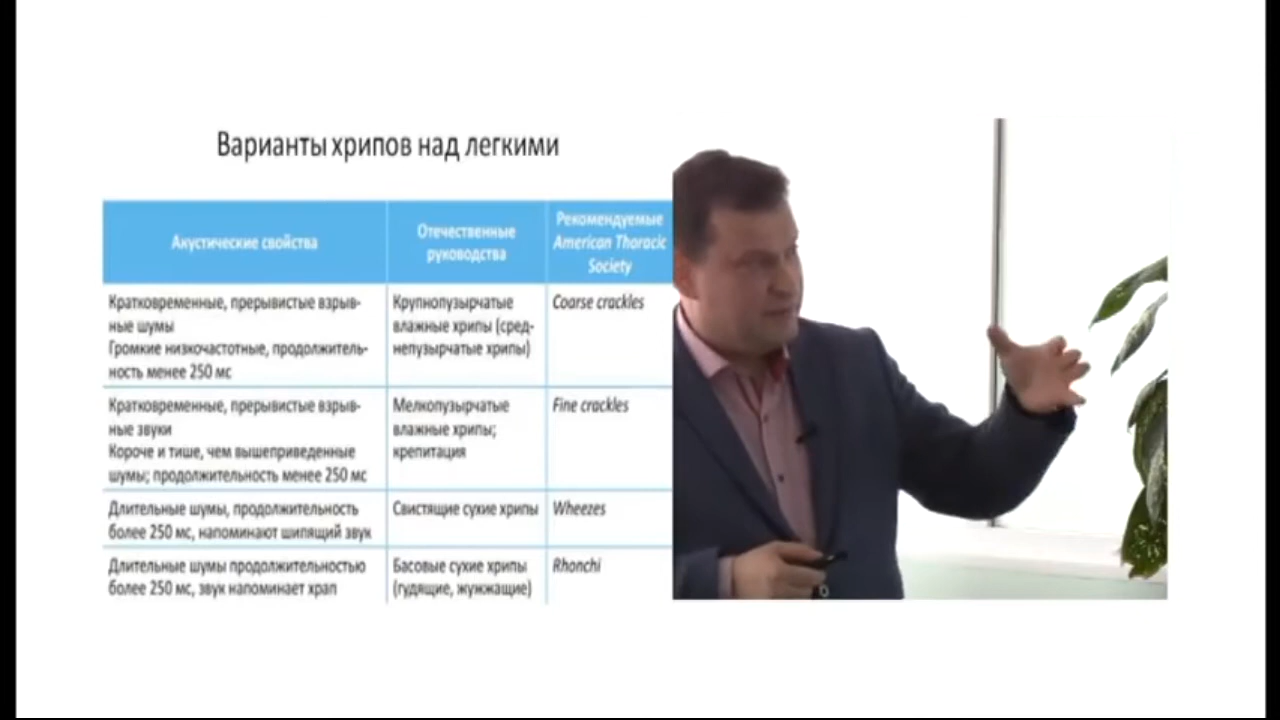 Варианты хрипов над легкими
Акустические свойства
Отечественные
руководства
Рекомендуемые
American Thoracic
Society
Кратковременные, прерывистые взрыв-
ные шумы
Громкие низкочастотные, продолжитель-
ность менее 250 мс
Крупнопузырчатые
влажные хрипы (сред-
непузырчатые хрипы)
Coarse crackles
Кратковременные, прерывистые взрыв-
ные звуки
Короче и тише, чем вышеприведенные
шумы; продолжительность менее 250 мс
Мелкопузырчатые
влажные хрипы;
крепитация
Fine crackles
Длительные шумы, продолжительность
более 250 мс, напоминают шипящий звук
Свистящие сухие хрипы
Wheezes
Длительные шумы продолжительностью
более 250 мс, звук напоминает храп
Басовые сухие хрипы
(гудящие, жужжащие)
Rhonchi